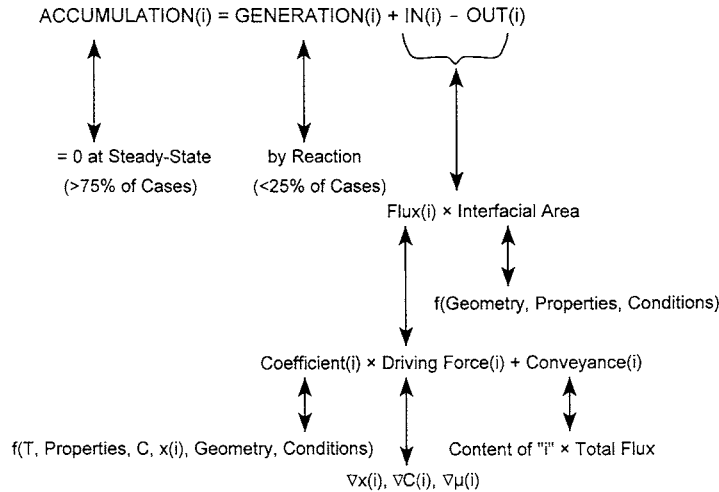 ACCUMULATION(i) = GENERATION(i) + IN(i) − OUT(i)
= 0 at Steady-State
(>75% of Cases)
by Reaction
(<25% of Cases)
Flux(i) × Interfacial Area
f(Geometry, Properties, Conditions)
Coefficient(i) × Driving Force(i) + Conveyance(i)
f(T, Properties, C, x(i), Geometry, Conditions)
Content of "i" × Total Flux
∇x(i), ∇C(i), ∇μ(i)